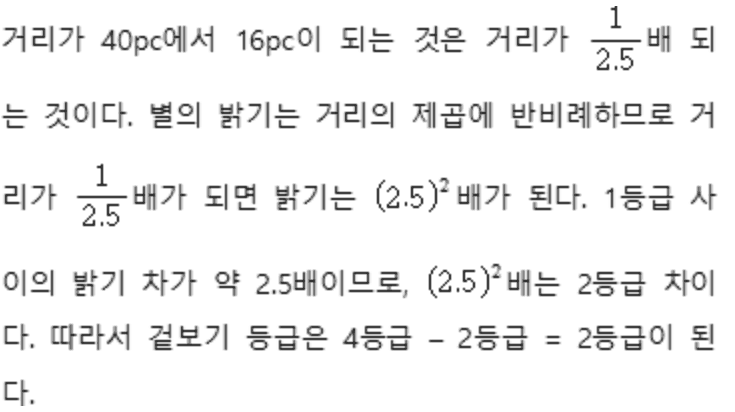 거리가 40pc에서 16pc이 되는 것은 거리가 $\frac{1}{2.5}$배 되
는 것이다. 별의 밝기는 거리의 제곱에 반비례하므로 거
리가 $\frac{1}{2.5}$배가 되면 밝기는 $(2.5)^2$배가 된다. 1등급 사
이의 밝기 차가 약 2.5배이므로, $(2.5)^2$배는 2등급 차이
다. 따라서 겉보기 등급은 4등급 – 2등급 = 2등급이 된
다.